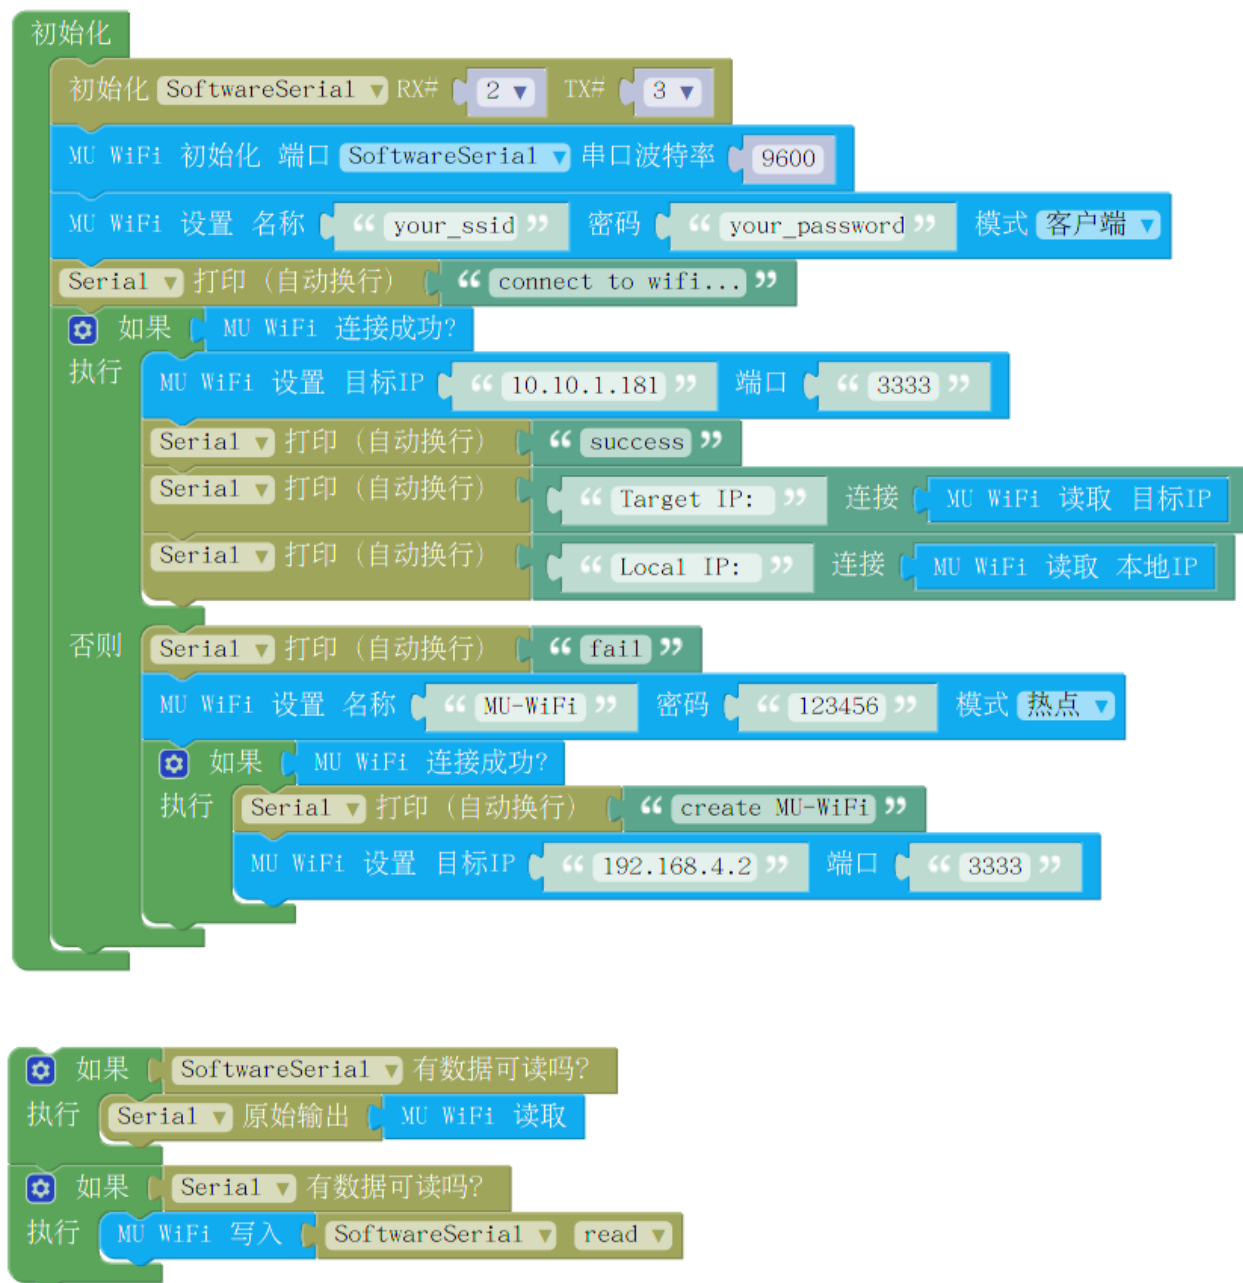 初始化
初始化 SoftwareSerial RX# 2 TX# 3
MU WiFi 初始化 端口 SoftwareSerial 串口波特率 9600
MU WiFi 设置 名称 “ your_ssid ” 密码 “ your_password ” 模式 客户端
Serial 打印（自动换行） “ connect to wifi... ”
如果 MU WiFi 连接成功?
执行 MU WiFi 设置 目标IP “ 10.10.1.181 ” 端口 “ 3333 ”
Serial 打印（自动换行） “ success ”
Serial 打印（自动换行） “ Target IP: ” 连接 MU WiFi 读取 目标IP
Serial 打印（自动换行） “ Local IP: ” 连接 MU WiFi 读取 本地IP
否则 Serial 打印（自动换行） “ fail ”
MU WiFi 设置 名称 “ MU-WiFi ” 密码 “ 123456 ” 模式 热点
如果 MU WiFi 连接成功?
执行 Serial 打印（自动换行） “ create MU-WiFi ”
MU WiFi 设置 目标IP “ 192.168.4.2 ” 端口 “ 3333 ”
如果 SoftwareSerial 有数据可读吗?
执行 Serial 原始输出 MU WiFi 读取
如果 Serial 有数据可读吗?
执行 MU WiFi 写入 SoftwareSerial read